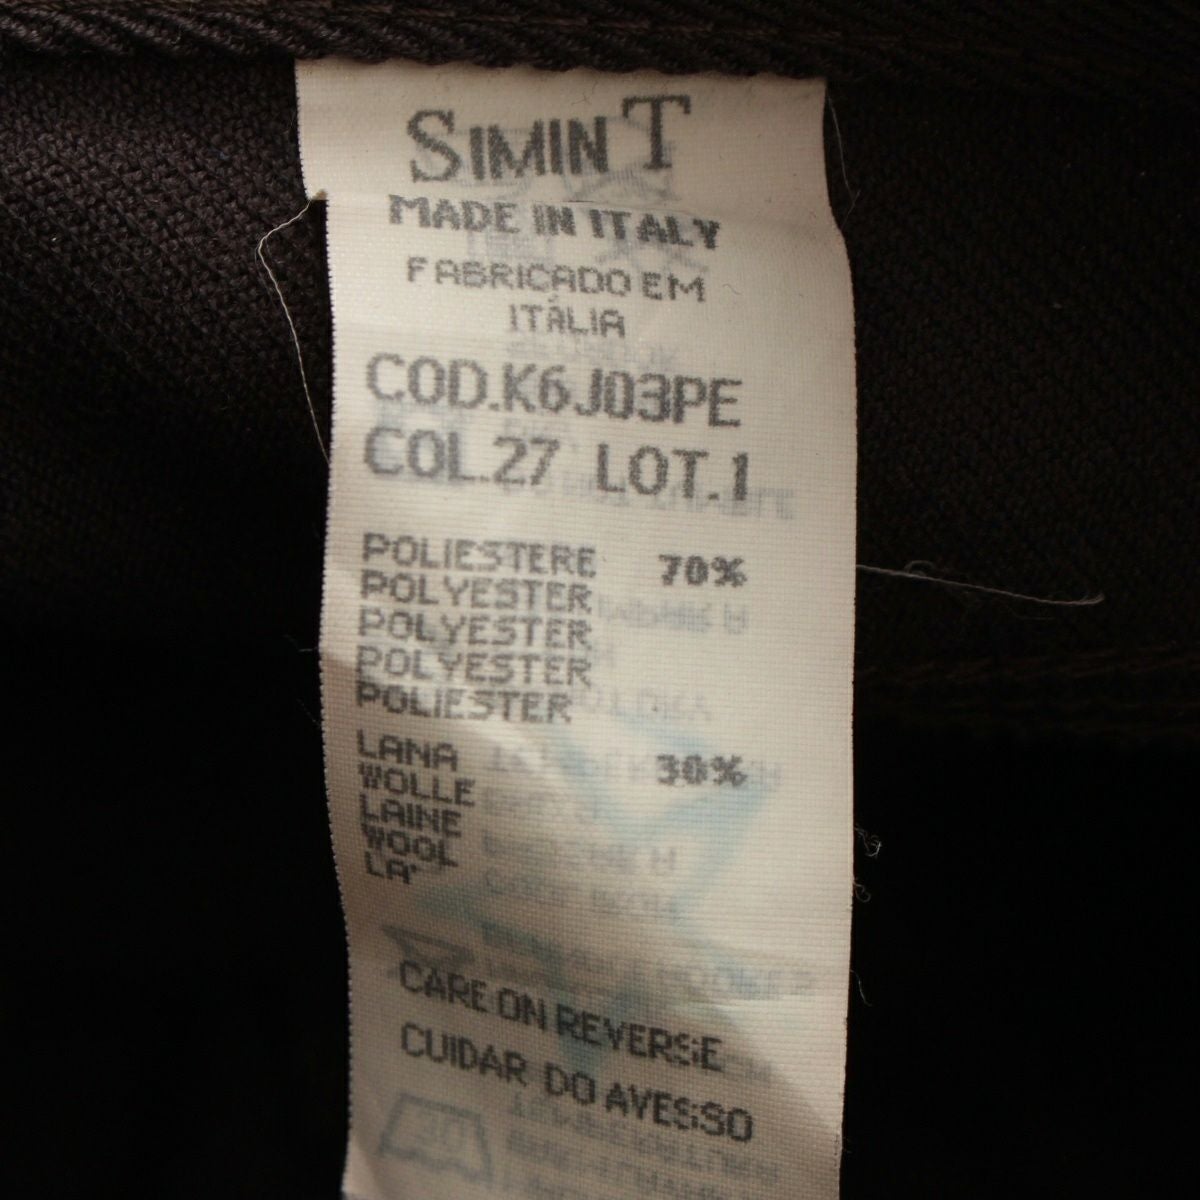 SIMINT
MADE IN ITALY
FABRICADO EM
ITÁLIA
COD.K6J03PE
COL.27 LOT.1
POLIESTERE 70%
POLYESTER
POLYESTER
POLYESTER
POLIESTER
LANA 30%
WOLLE
LAINE
WOOL
LA'
CARE ON REVERSE
CUIDAR DO AVESSO